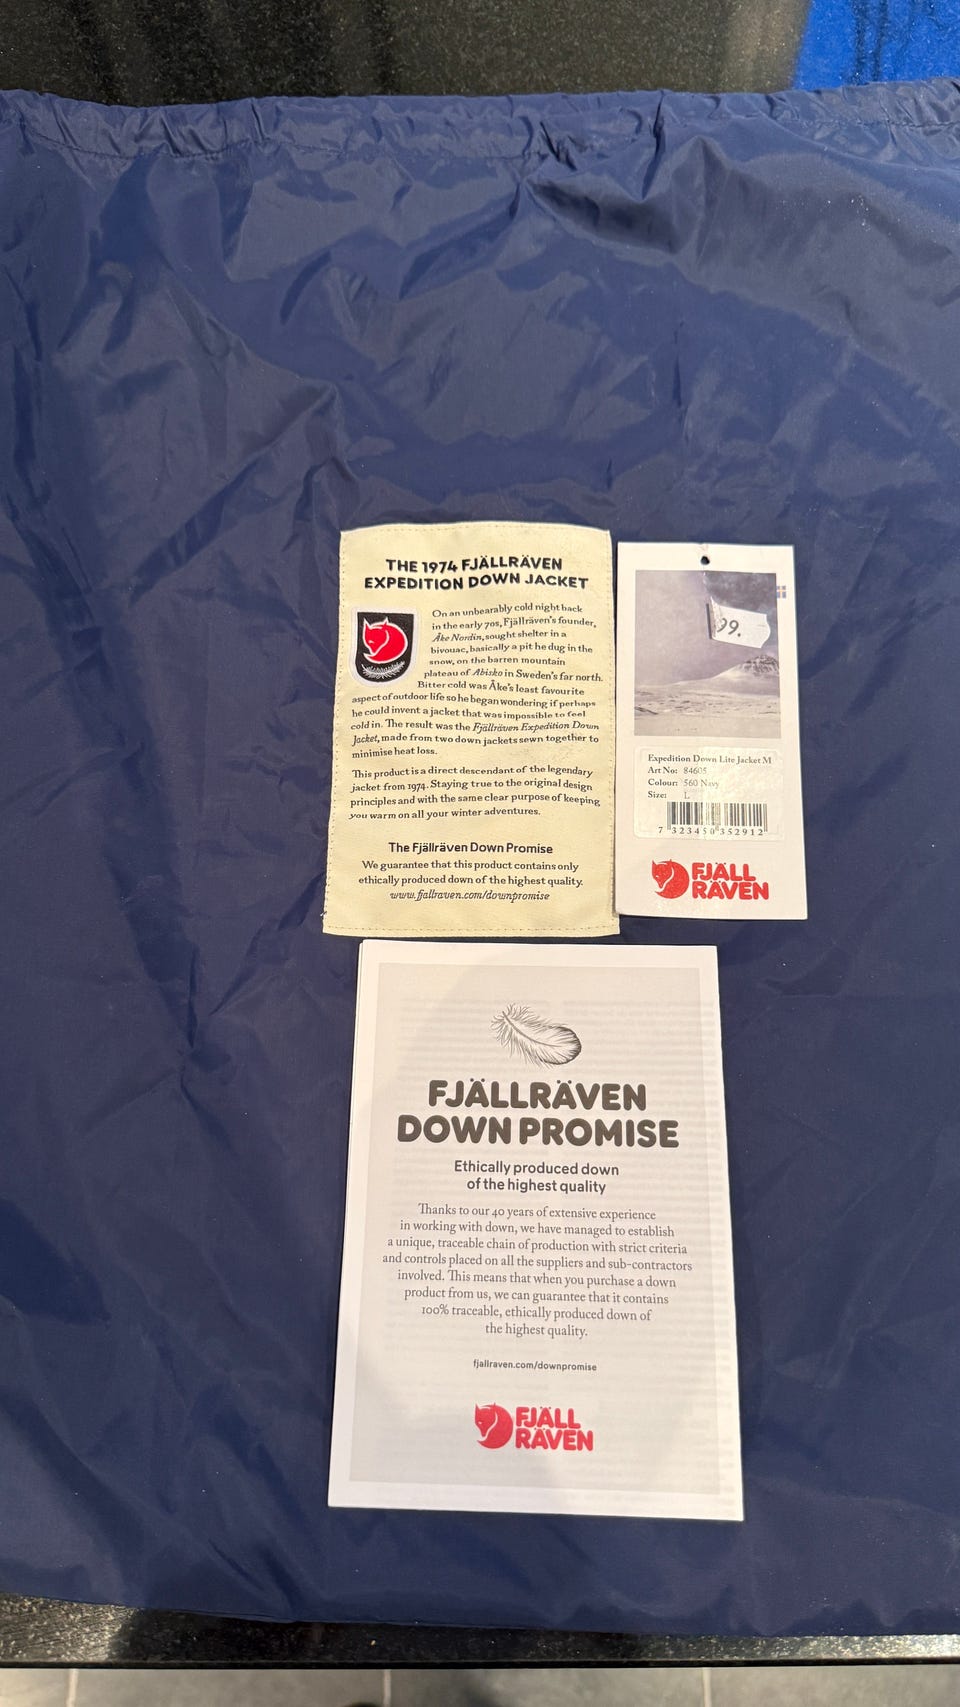 THE 1974 FJÄLLRÄVEN
EXPEDITION DOWN JACKET
On an unbearably cold night back
in the early 70s, Fjällräven's founder,
Åke Nordin, sought shelter in a
bivouac, basically a pit he dug in the
snow, on the barren mountain
plateau of Abisko in Sweden's far north.
Bitter cold was Åke's least favourite
aspect of outdoor life so he began wondering if perhaps
he could invent a jacket that was impossible to feel
cold in. The result was the Fjällräven Expedition Down
Jacket, made from two down jackets sewn together to
minimise heat loss.
This product is a direct descendant of the legendary
jacket from 1974. Staying true to the original design
principles and with the same clear purpose of keeping
you warm on all your winter adventures.
The Fjällräven Down Promise
We guarantee that this product contains only
ethically produced down of the highest quality.
www.fjallraven.com/downpromise
99.
Expedition Down Lite Jacket M
Art No: 84605
Colour: 560 Navy
Size: L
7 323450 352912
FJÄLL
RÄVEN
FJÄLLRÄVEN
DOWN PROMISE
Ethically produced down
of the highest quality
Thanks to our 40 years of extensive experience
in working with down, we have managed to establish
a unique, traceable chain of production with strict criteria
and controls placed on all the suppliers and sub-contractors
involved. This means that when you purchase a down
product from us, we can guarantee that it contains
100% traceable, ethically produced down of
the highest quality.
fjallraven.com/downpromise
FJÄLL
RÄVEN